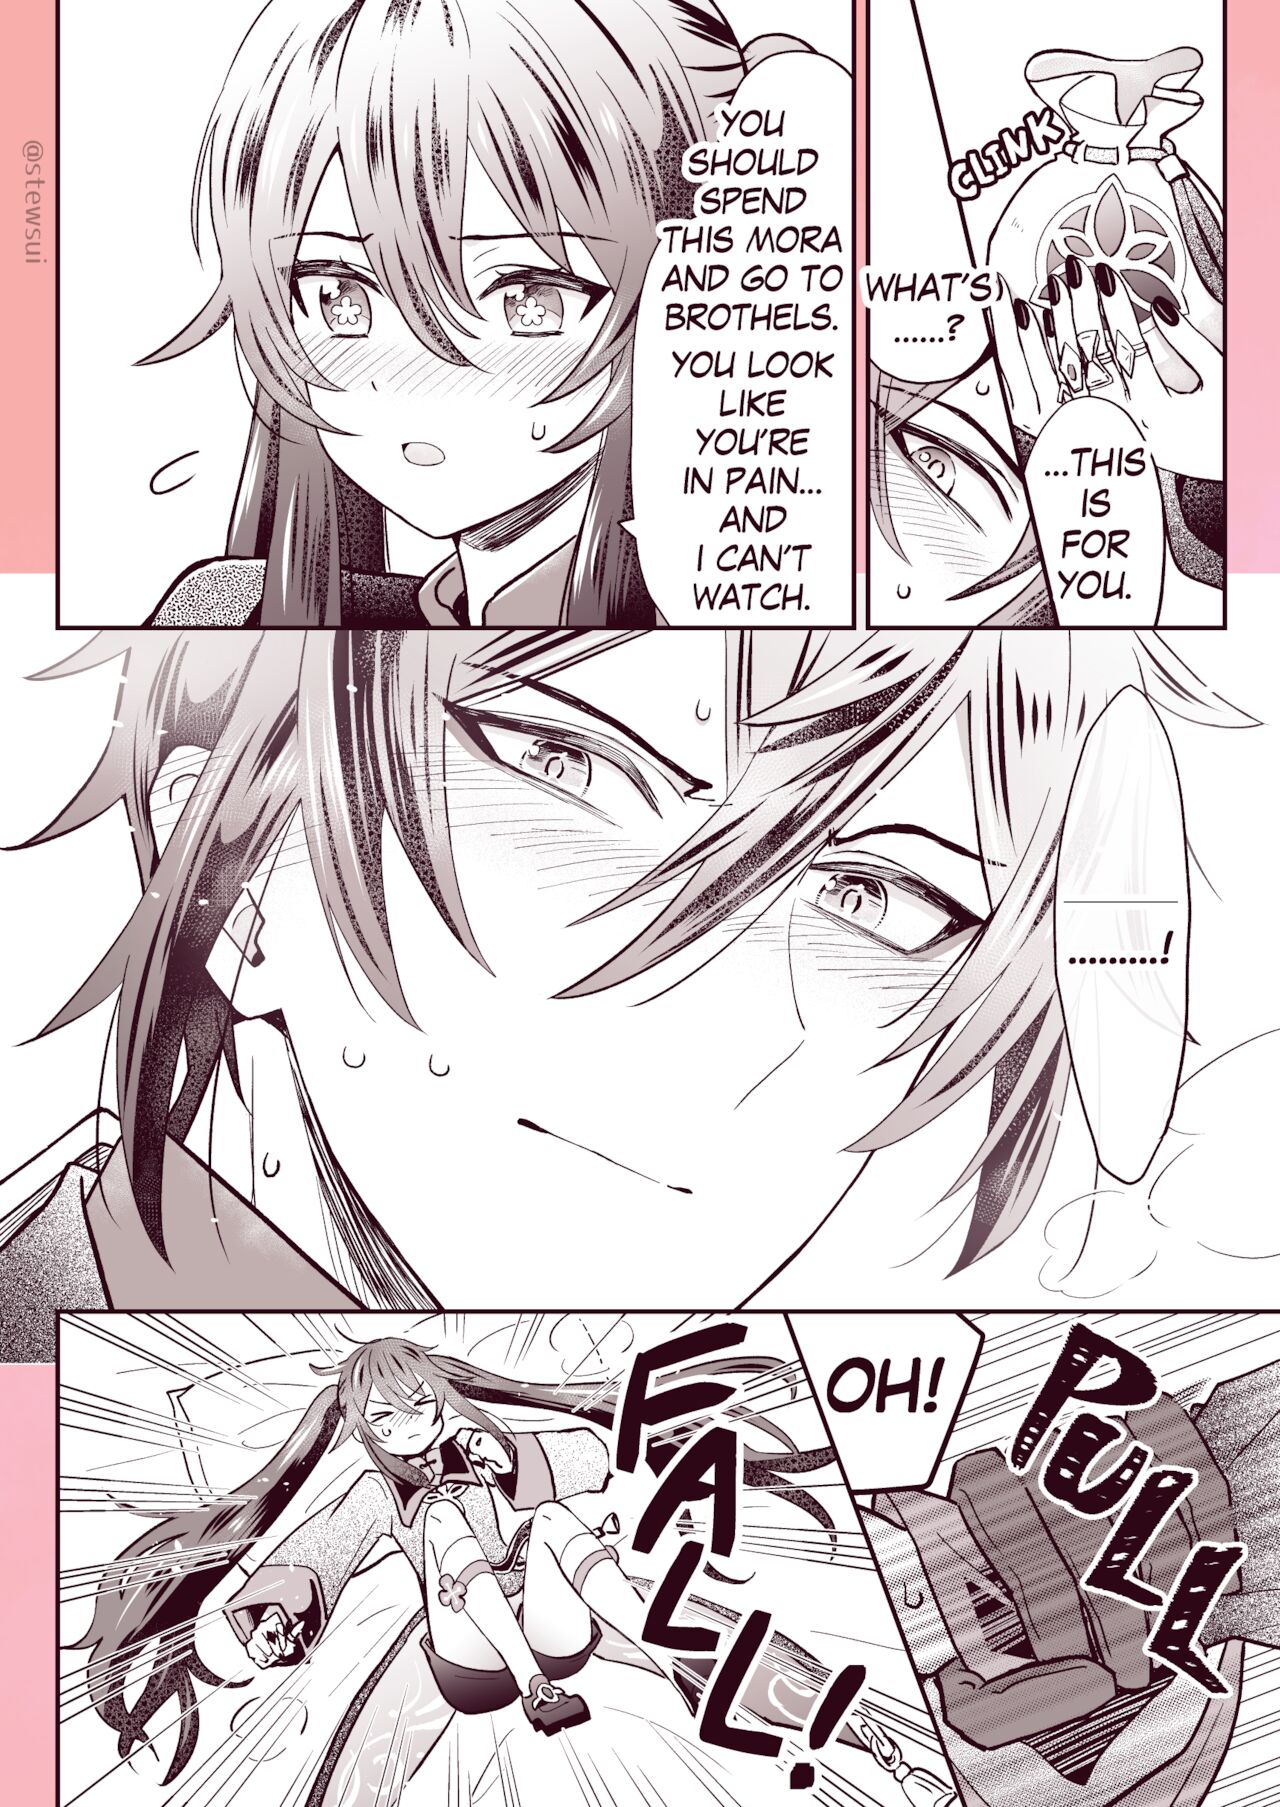 CLINK
WHAT'S
......?
...THIS
IS
FOR
YOU.
YOU
SHOULD
SPEND
THIS MORA
AND GO TO
BROTHELS.
YOU LOOK
LIKE
YOU'RE
IN PAIN...
AND
I CAN'T
WATCH.
@stewsui
..........!
PULL
OH!
FALL!